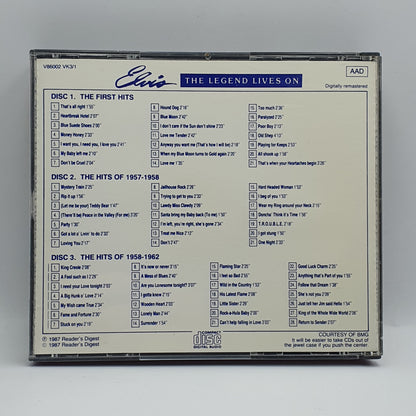 V86002 VK3/1
Elvis THE LEGEND LIVES ON
AAD
Digitally remastered
DISC 1. THE FIRST HITS
1. That's all right 1'55"
2. Heartbreak Hotel 2'07"
3. Blue Suede Shoes 2'00"
4. Money Honey 2'33"
5. I want you, I need you, I love you 2'41"
6. My Baby left me 2'10"
7. Don't be Cruel 2'04"
8. Hound Dog 2'16"
9. Blue Moon 2'42"
10. I don't care if the Sun don't shine 2'23"
11. Love me Tender 2'42"
12. Anyway you want me (That's how I will be) 2'12"
13. When my Blue Moon turns to Gold again 2'20"
14. Love me 2'43"
15. Too much 2'36"
16. Paralyzed 2'25"
17. Poor Boy 2'13"
18. Old Shep 4'13"
19. Playing for Keeps 2'53"
20. All shook up 1'58"
21. That's when your Heartaches begin 3'23"
DISC 2. THE HITS OF 1957-1958
1. Mystery Train 2'25"
2. Rip it up 1'54"
3. (Let me be your) Teddy Bear 1'47"
4. (There'll be) Peace in the Valley (For me) 3'22"
5. Party 1'30"
6. Got a lot o' Livin' to do 2'30"
7. Loving You 2'17"
8. Jailhouse Rock 2'26"
9. Trying to get to you 2'33"
10. Lawdy Miss Clawdy 2'08"
11. Santa bring my Baby back (To me) 1'50"
12. I'm left, you're right, she's gone 2'34"
13. Treat me Nice 2'12"
14. Don't 2'47"
15. Hard Headed Woman 1'53"
16. I beg of you 1'53"
17. Wear my Ring around your Neck 2'15"
18. Doncha' Think it's Time 1'56"
19. T.R.O.U.B.L.E. 2'18"
20. I got stung 1'50"
21. One Night 2'33"
DISC 3. THE HITS OF 1958-1962
1. King Creole 2'08"
2. A Fool such as I 2'29"
3. I need your Love tonight 2'03"
4. A Big Hunk o' Love 2'14"
5. My Wish came True 2'34"
6. Fame and Fortune 2'31"
7. Stuck on you 2'19"
8. It's now or never 3'15"
9. A Mess of Blues 2'40"
10. Are you Lonesome tonight? 3'07"
11. I gotta know 2'15"
12. Wooden Heart 2'03"
13. Lonely Man 2'44"
14. Surrender 1'54"
15. Flaming Star 2'25"
16. I feel so Bad 2'53"
17. Wild in the Country 1'53"
18. His Latest Flame 2'08"
19. Little Sister 2'29"
20. Rock-a-Hula Baby 2'00"
21. Can't help falling in Love 3'00"
22. Good Luck Charm 2'25"
23. Anything that's Part of you 1'55"
24. Follow that Dream 1'38"
25. She's not you 2'09"
26. Just tell her Jim said Hello 1'54"
27. King of the Whole Wide World 2'08"
28. Return to Sender 2'07"
℗ 1987 Reader's Digest
© 1987 Reader's Digest
COMPACT disc DIGITAL AUDIO
COURTESY OF BMG
It will be easier to take CDs out of
the jewel case if you push the center.